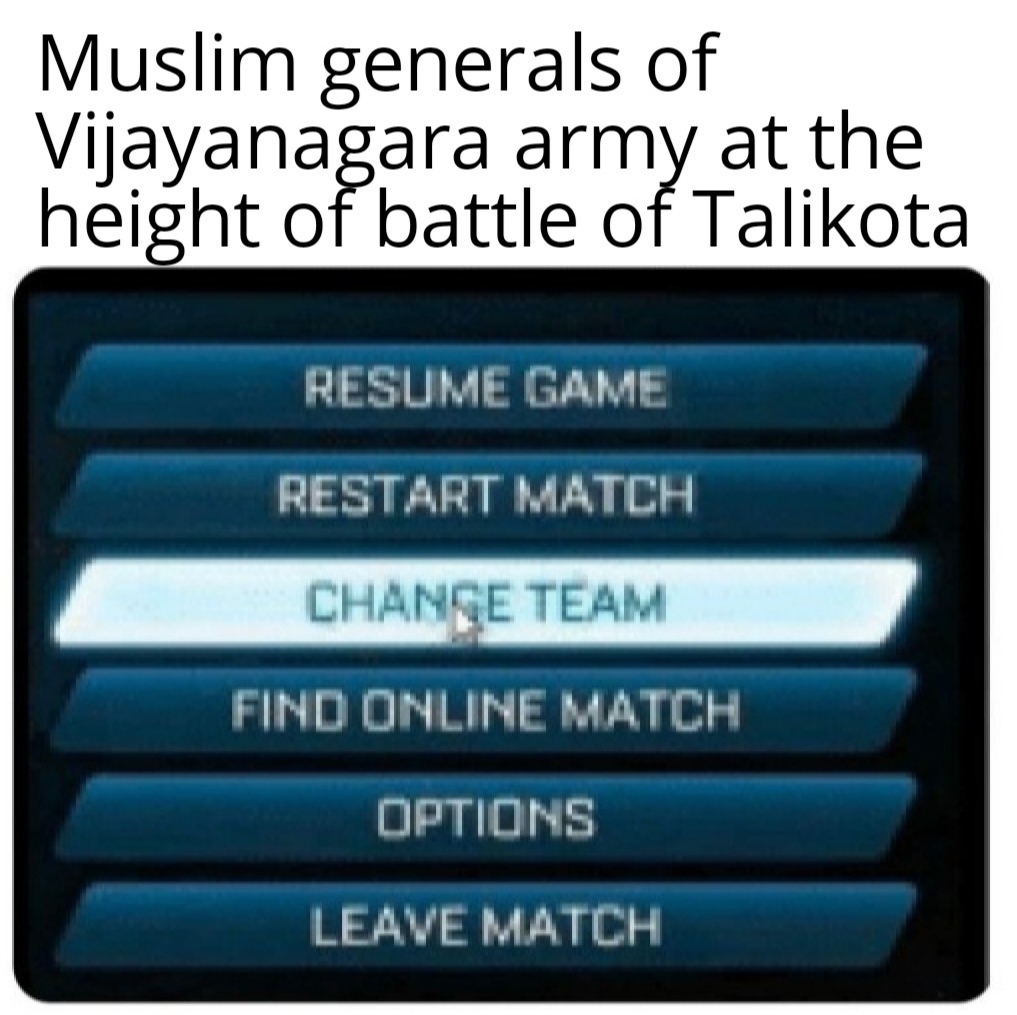 Muslim generals of
Vijayanagara army at the
height of battle of Talikota
RESUME GAME
RESTART MATCH
CHANGE TEAM
FIND ONLINE MATCH
OPTIONS
LEAVE MATCH